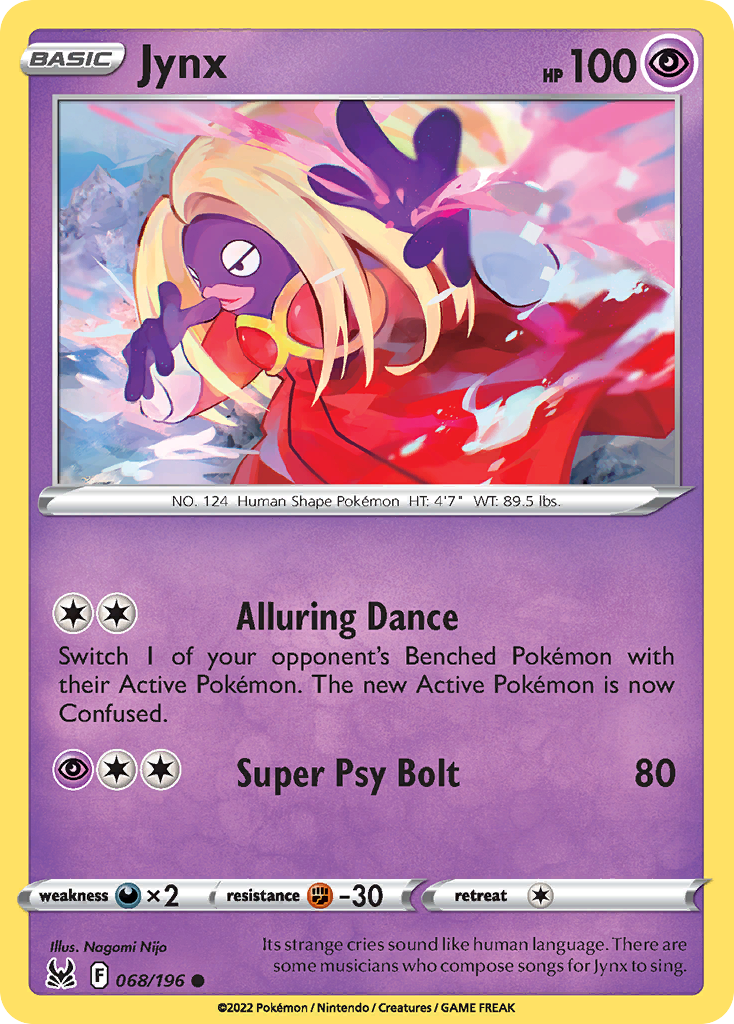 BASIC Jynx HP 100
NO. 124 Human Shape Pokémon HT: 4'7" WT: 89.5 lbs.
Alluring Dance
Switch 1 of your opponent's Benched Pokémon with
their Active Pokémon. The new Active Pokémon is now
Confused.
Super Psy Bolt 80
weakness ×2 resistance -30 retreat
Illus. Nagomi Nijo
Its strange cries sound like human language. There are
some musicians who compose songs for Jynx to sing.
F 068/196
©2022 Pokémon / Nintendo / Creatures / GAME FREAK